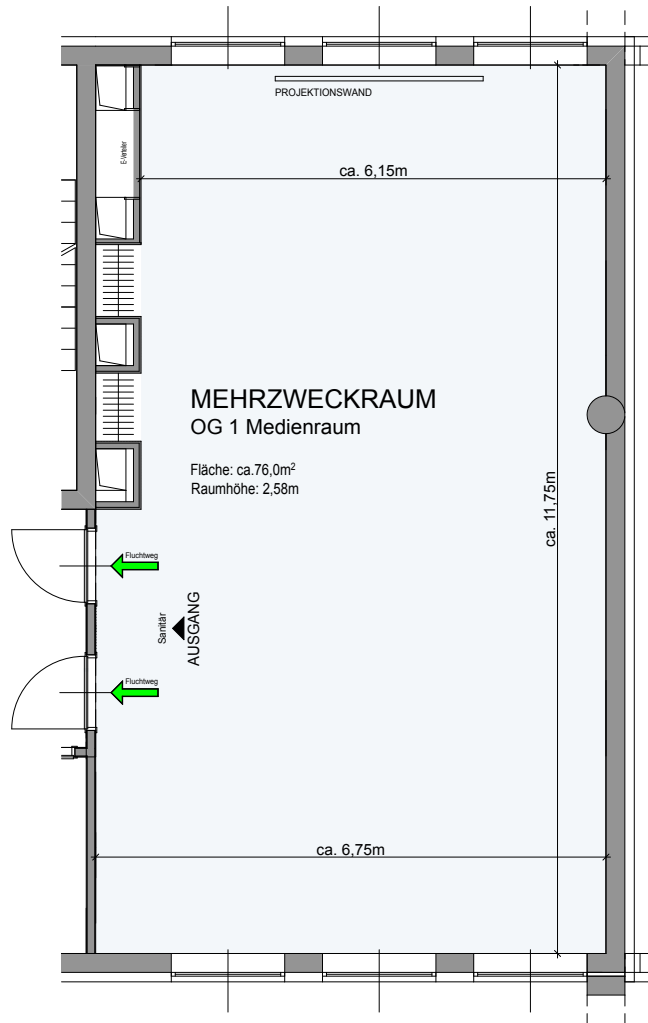 PROJEKTIONSWAND
E-Verteiler
ca. 6,15m
MEHRZWECKRAUM
OG 1 Medienraum
Fläche: ca.76,0m²
Raumhöhe: 2,58m
ca. 11,75m
Fluchtweg
Sanitär
AUSGANG
Fluchtweg
ca. 6,75m